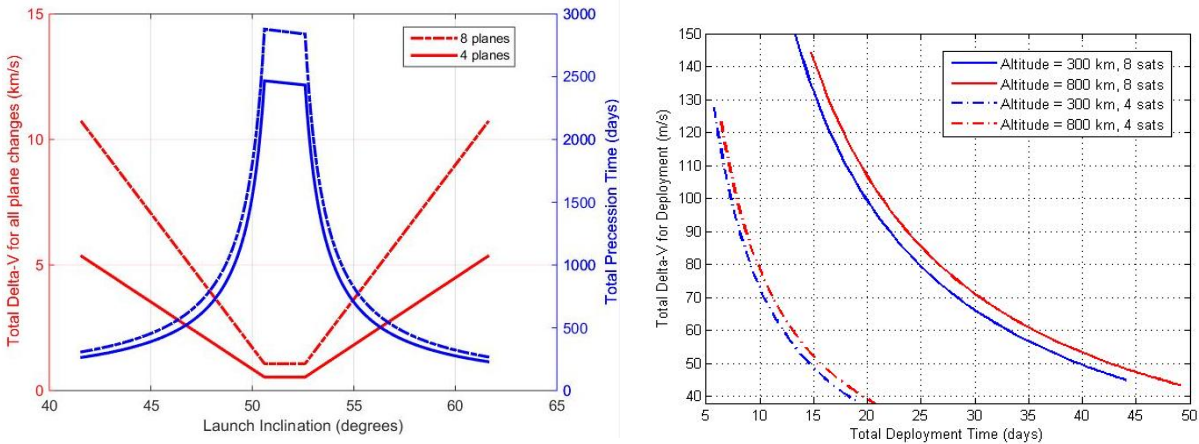 Total Delta-V for all plane changes (km/s)
15
10
5
0
8 planes
4 planes
3000
2500
2000
1500
1000
500
0
Total Precession Time (days)
40 45 50 55 60 65
Launch Inclination (degrees)
Total Delta-V for Deployment (m/s)
150
140
130
120
110
100
90
80
70
60
50
40
Altitude = 300 km, 8 sats
Altitude = 800 km, 8 sats
Altitude = 300 km, 4 sats
Altitude = 800 km, 4 sats
5 10 15 20 25 30 35 40 45 50
Total Deployment Time (days)